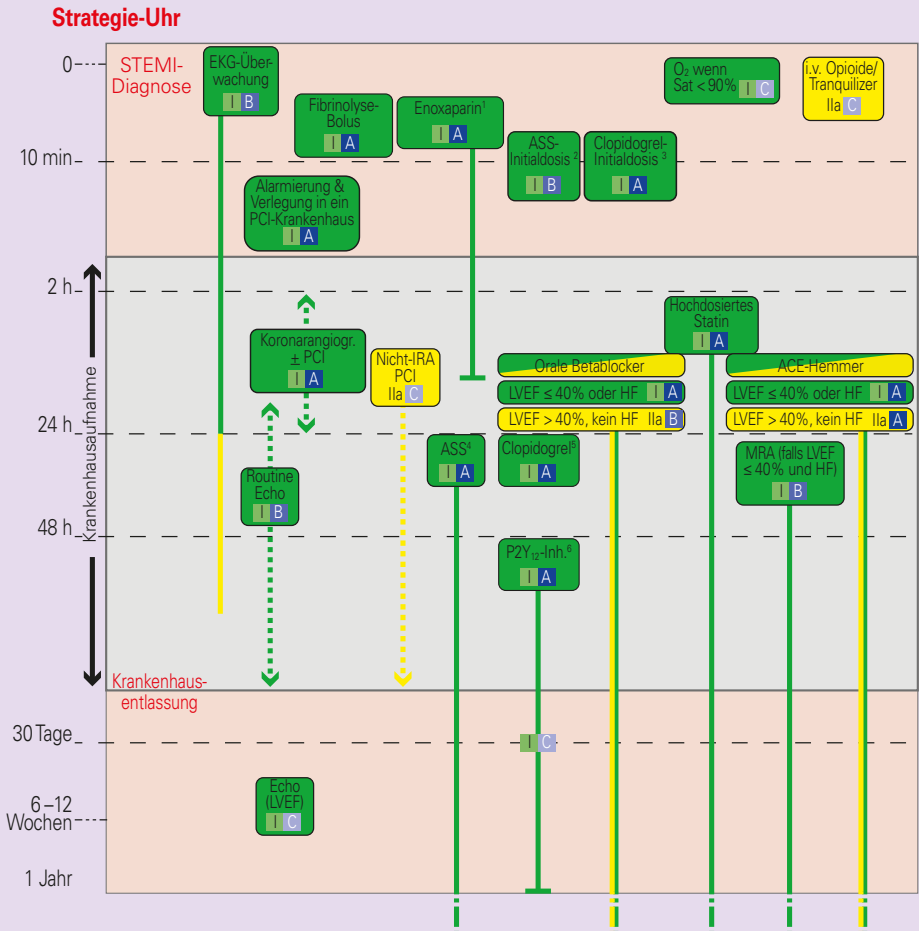 Strategie-Uhr
0
STEMI-
Diagnose
EKG-Über-
wachung
I B
Fibrinolyse-
Bolus
I A
Enoxaparin¹
I A
O₂ wenn
Sat < 90% I C
i.v. Opioide/
Tranquilizer
IIa C
10 min
ASS-
Initialdosis ²
I B
Clopidogrel-
Initialdosis ³
I A
Alarmierung &
Verlegung in ein
PCI-Krankenhaus
I A
Krankenhausaufnahme
2 h
Hochdosiertes
Statin
I A
Koronarangiogr.
± PCI
I A
Nicht-IRA
PCI
IIa C
Orale Betablocker
LVEF ≤ 40% oder HF I A
LVEF > 40%, kein HF IIa B
ACE-Hemmer
LVEF ≤ 40% oder HF I A
LVEF > 40%, kein HF IIa A
24 h
ASS⁴
I A
Clopidogrel⁵
I A
MRA (falls LVEF
≤ 40% und HF)
I B
Routine
Echo
I B
48 h
P2Y₁₂-Inh.⁶
I A
Krankenhaus-
entlassung
30 Tage
I C
6–12
Wochen
Echo
(LVEF)
I C
1 Jahr